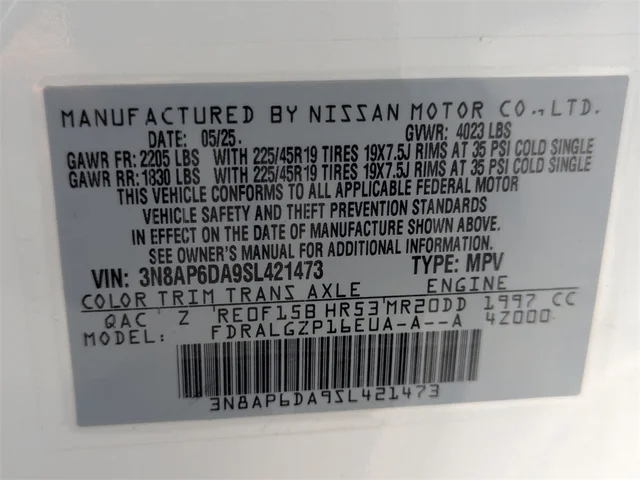 MANUFACTURED BY NISSAN MOTOR CO., LTD.
DATE: 05/25. GVWR: 4023 LBS
GAWR FR: 2205 LBS WITH 225/45R19 TIRES 19X7.5J RIMS AT 35 PSI COLD SINGLE
GAWR RR: 1830 LBS WITH 225/45R19 TIRES 19X7.5J RIMS AT 35 PSI COLD SINGLE
THIS VEHICLE CONFORMS TO ALL APPLICABLE FEDERAL MOTOR
VEHICLE SAFETY AND THEFT PREVENTION STANDARDS
IN EFFECT ON THE DATE OF MANUFACTURE SHOWN ABOVE.
SEE OWNER'S MANUAL FOR ADDITIONAL INFORMATION.
VIN: 3N8AP6DA9SL421473 TYPE: MPV
COLOR TRIM TRANS AXLE ENGINE
QAC Z RE0F15B HR53 MR20DD 1997 CC
MODEL: FDRALGZP16EUA-A--A 4Z000
3N8AP6DA9SL421473